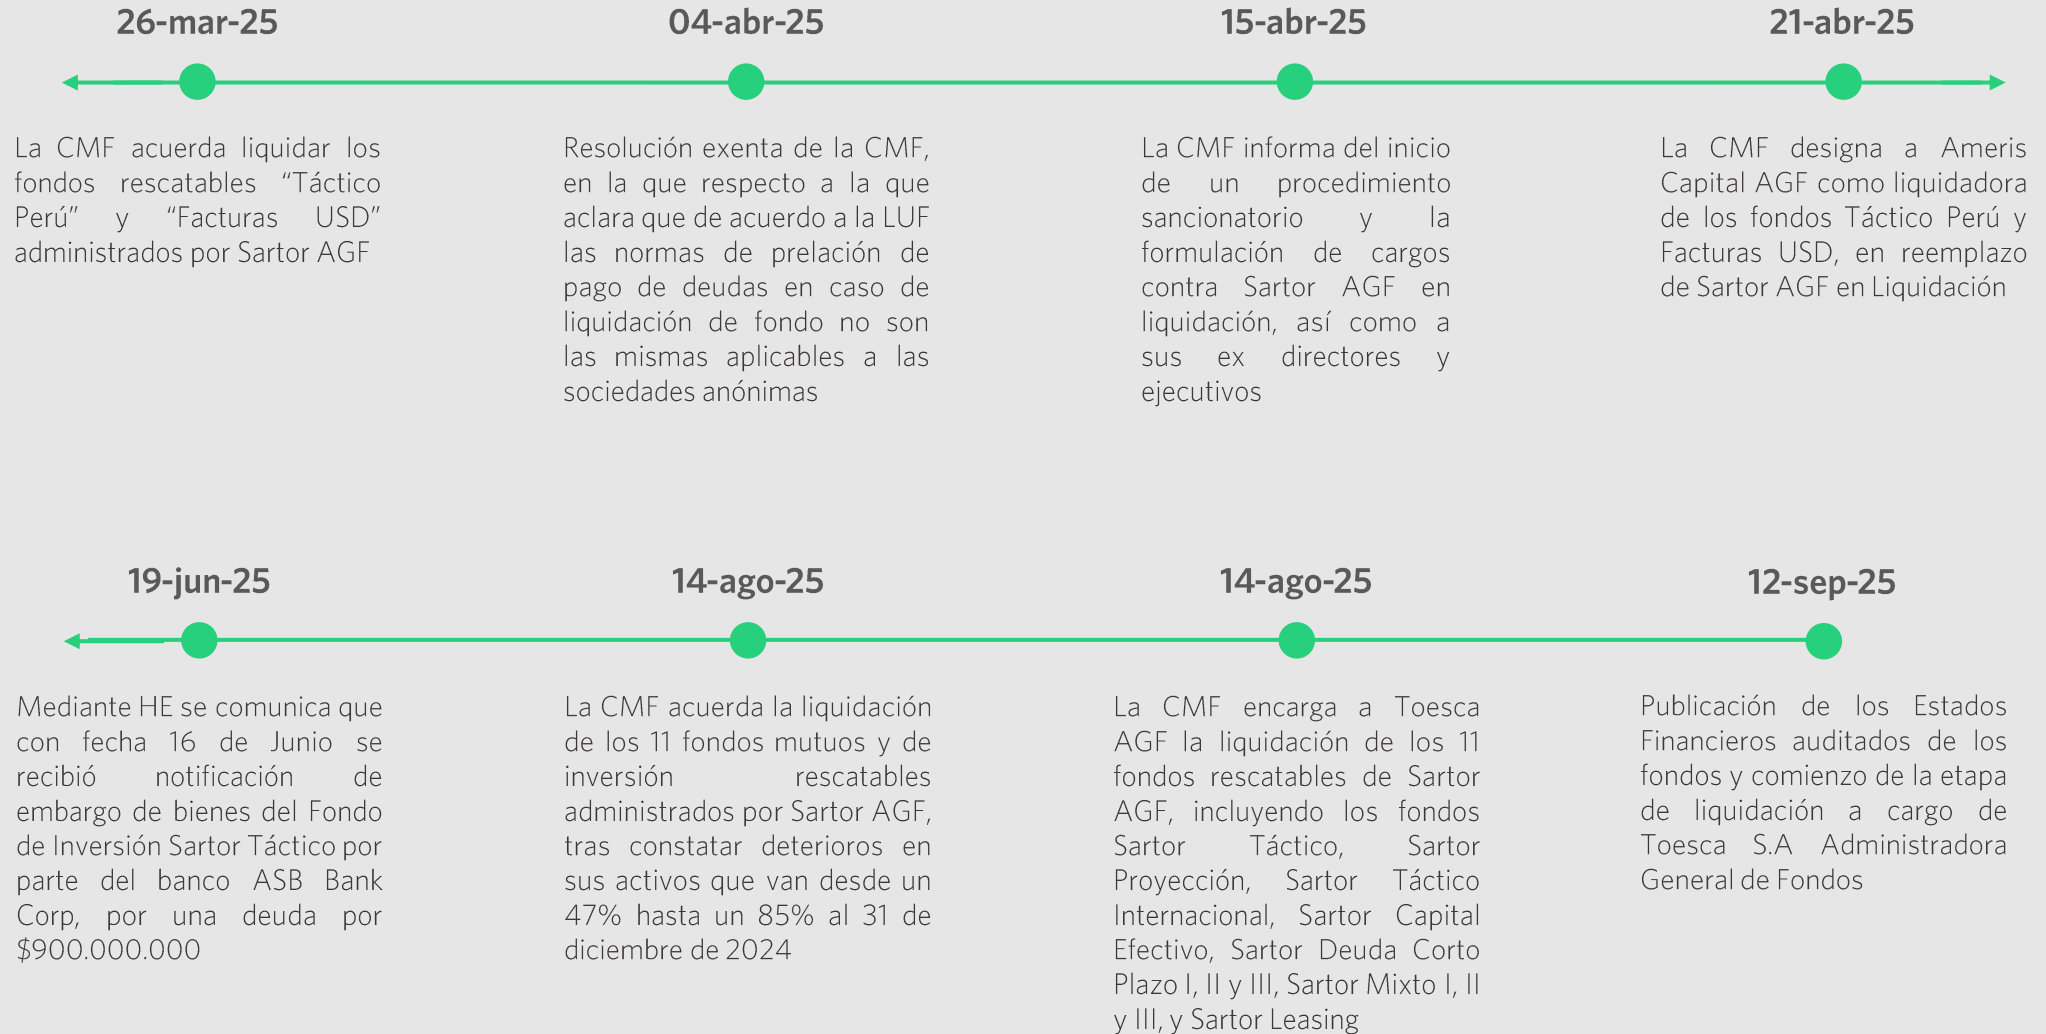 26-mar-25
La CMF acuerda liquidar los
fondos rescatables “Táctico
Perú” y “Facturas USD”
administrados por Sartor AGF
04-abr-25
Resolución exenta de la CMF,
en la que respecto a la que
aclara que de acuerdo a la LUF
las normas de prelación de
pago de deudas en caso de
liquidación de fondo no son
las mismas aplicables a las
sociedades anónimas
15-abr-25
La CMF informa del inicio
de un procedimiento
sancionatorio y la
formulación de cargos
contra Sartor AGF en
liquidación, así como a
sus ex directores y
ejecutivos
21-abr-25
La CMF designa a Ameris
Capital AGF como liquidadora
de los fondos Táctico Perú y
Facturas USD, en reemplazo
de Sartor AGF en Liquidación
19-jun-25
Mediante HE se comunica que
con fecha 16 de Junio se
recibió notificación de
embargo de bienes del Fondo
de Inversión Sartor Táctico por
parte del banco ASB Bank
Corp, por una deuda por
$900.000.000
14-ago-25
La CMF acuerda la liquidación
de los 11 fondos mutuos y de
inversión rescatables
administrados por Sartor AGF,
tras constatar deterioros en
sus activos que van desde un
47% hasta un 85% al 31 de
diciembre de 2024
14-ago-25
La CMF encarga a Toesca
AGF la liquidación de los 11
fondos rescatables de Sartor
AGF, incluyendo los fondos
Sartor Táctico, Sartor
Proyección, Sartor Táctico
Internacional, Sartor Capital
Efectivo, Sartor Deuda Corto
Plazo I, II y III, Sartor Mixto I, II
y III, y Sartor Leasing
12-sep-25
Publicación de los Estados
Financieros auditados de los
fondos y comienzo de la etapa
de liquidación a cargo de
Toesca S.A Administradora
General de Fondos